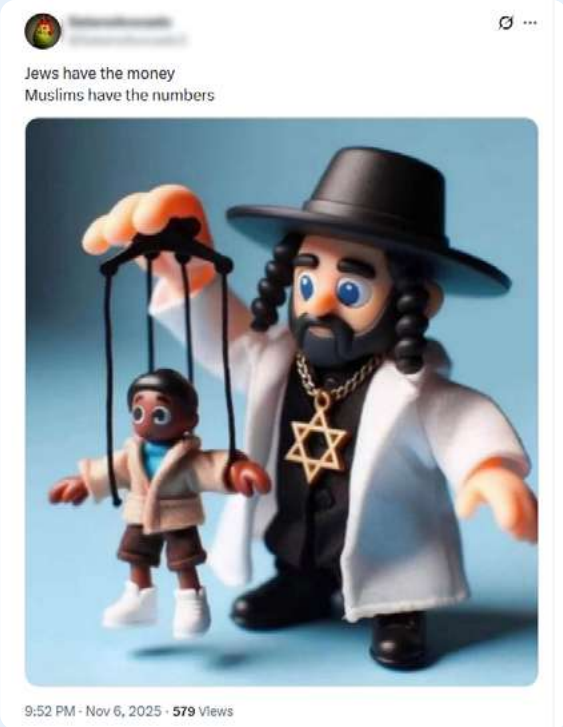 Jews have the money
Muslims have the numbers
9:52 PM · Nov 6, 2025 · 579 Views